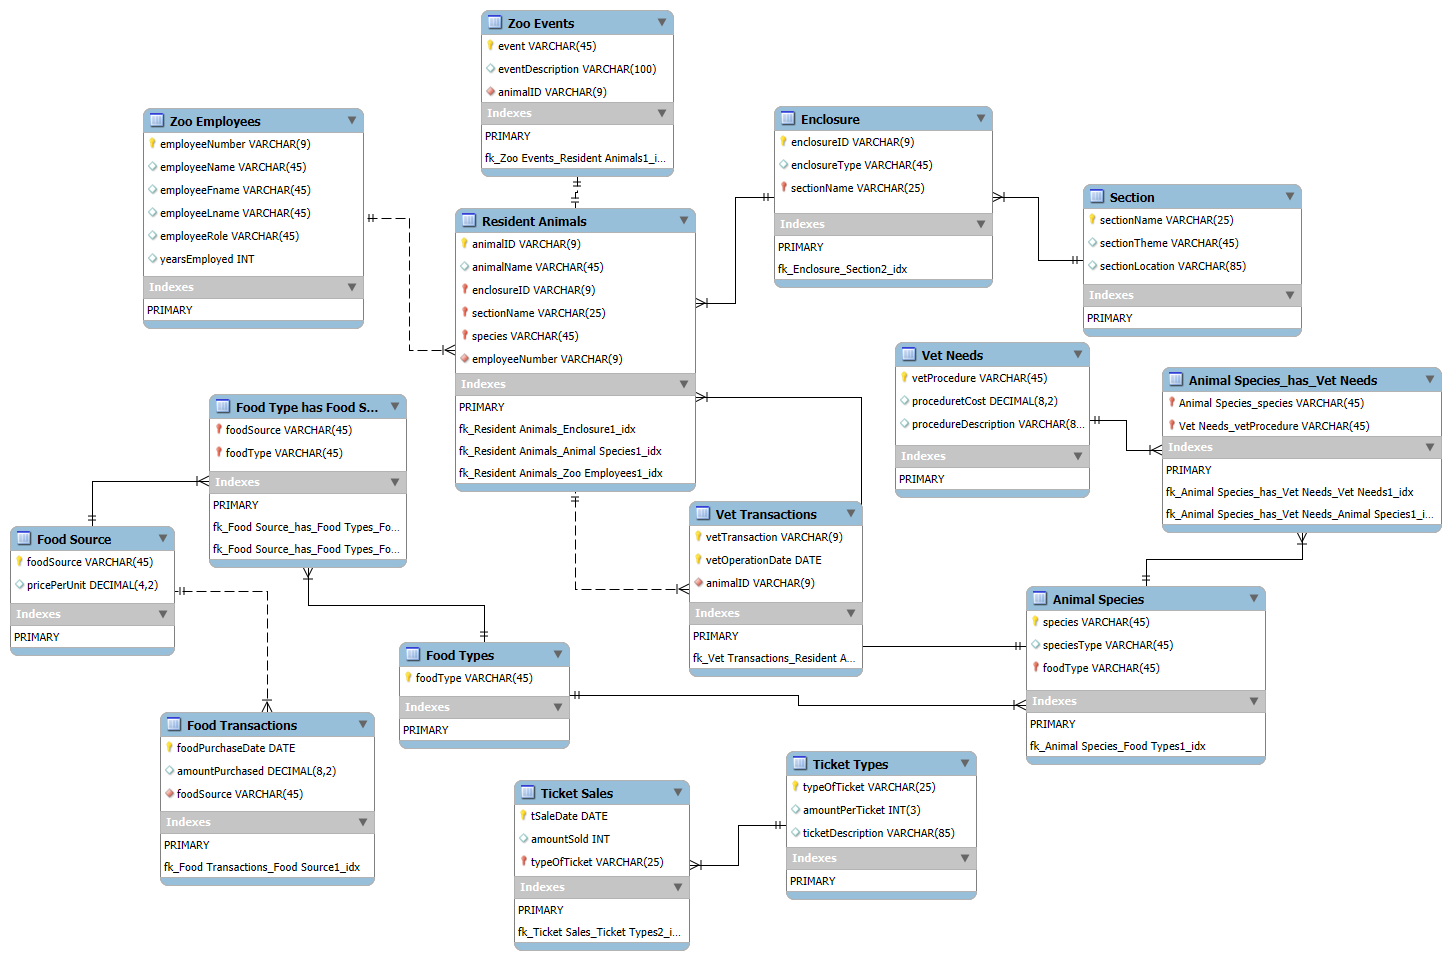 Zoo Events
event VARCHAR(45)
eventDescription VARCHAR(100)
animalID VARCHAR(9)
Indexes
PRIMARY
fk_Zoo Events_Resident Animals1_i...
Zoo Employees
employeeNumber VARCHAR(9)
employeeName VARCHAR(45)
employeeFname VARCHAR(45)
employeeLname VARCHAR(45)
employeeRole VARCHAR(45)
yearsEmployed INT
Indexes
PRIMARY
Resident Animals
animalID VARCHAR(9)
animalName VARCHAR(45)
enclosureID VARCHAR(9)
sectionName VARCHAR(25)
species VARCHAR(45)
employeeNumber VARCHAR(9)
Indexes
PRIMARY
fk_Resident Animals_Enclosure1_idx
fk_Resident Animals_Animal Species1_idx
fk_Resident Animals_Zoo Employees1_idx
Enclosure
enclosureID VARCHAR(9)
enclosureType VARCHAR(45)
sectionName VARCHAR(25)
Indexes
PRIMARY
fk_Enclosure_Section2_idx
Section
sectionName VARCHAR(25)
sectionTheme VARCHAR(45)
sectionLocation VARCHAR(85)
Indexes
PRIMARY
Vet Needs
vetProcedure VARCHAR(45)
proceduretCost DECIMAL(8,2)
procedureDescription VARCHAR(8...
Indexes
PRIMARY
Animal Species_has_Vet Needs
Animal Species_species VARCHAR(45)
Vet Needs_vetProcedure VARCHAR(45)
Indexes
PRIMARY
fk_Animal Species_has_Vet Needs_Vet Needs1_idx
fk_Animal Species_has_Vet Needs_Animal Species1_i...
Food Type has Food S...
foodSource VARCHAR(45)
foodType VARCHAR(45)
Indexes
PRIMARY
fk_Food Source_has_Food Types_Fo...
fk_Food Source_has_Food Types_Fo...
Food Source
foodSource VARCHAR(45)
pricePerUnit DECIMAL(4,2)
Indexes
PRIMARY
Vet Transactions
vetTransaction VARCHAR(9)
vetOperationDate DATE
animalID VARCHAR(9)
Indexes
PRIMARY
fk_Vet Transactions_Resident A...
Animal Species
species VARCHAR(45)
speciesType VARCHAR(45)
foodType VARCHAR(45)
Indexes
PRIMARY
fk_Animal Species_Food Types1_idx
Food Types
foodType VARCHAR(45)
Indexes
PRIMARY
Food Transactions
foodPurchaseDate DATE
amountPurchased DECIMAL(8,2)
foodSource VARCHAR(45)
Indexes
PRIMARY
fk_Food Transactions_Food Source1_idx
Ticket Sales
tSaleDate DATE
amountSold INT
typeOfTicket VARCHAR(25)
Indexes
PRIMARY
fk_Ticket Sales_Ticket Types2_i...
Ticket Types
typeOfTicket VARCHAR(25)
amountPerTicket INT(3)
ticketDescription VARCHAR(85)
Indexes
PRIMARY